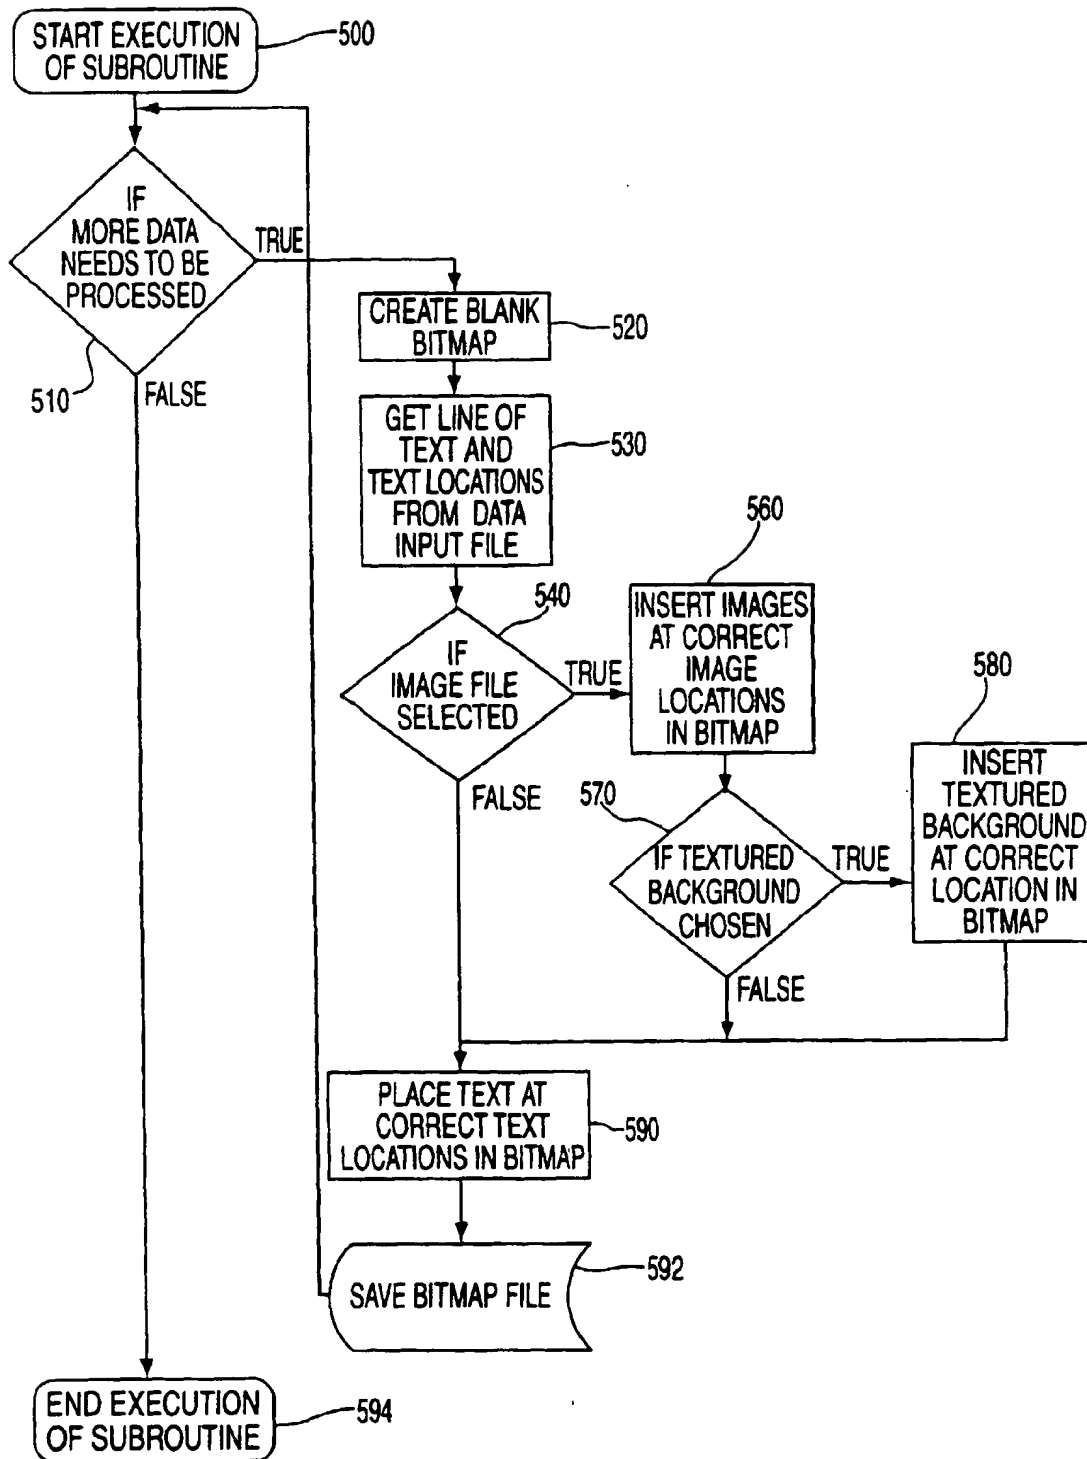 START EXECUTION
OF SUBROUTINE
500
IF
MORE DATA
NEEDS TO BE
PROCESSED
TRUE
510
FALSE
CREATE BLANK
BITMAP
520
GET LINE OF
TEXT AND
TEXT LOCATIONS
FROM DATA
INPUT FILE
530
540
IF
IMAGE FILE
SELECTED
TRUE
FALSE
560
INSERT IMAGES
AT CORRECT
IMAGE
LOCATIONS
IN BITMAP
570
IF TEXTURED
BACKGROUND
CHOSEN
TRUE
FALSE
580
INSERT
TEXTURED
BACKGROUND
AT CORRECT
LOCATION IN
BITMAP
PLACE TEXT AT
CORRECT TEXT
LOCATIONS IN BITMAP
590
SAVE BITMAP FILE
592
END EXECUTION
OF SUBROUTINE
594